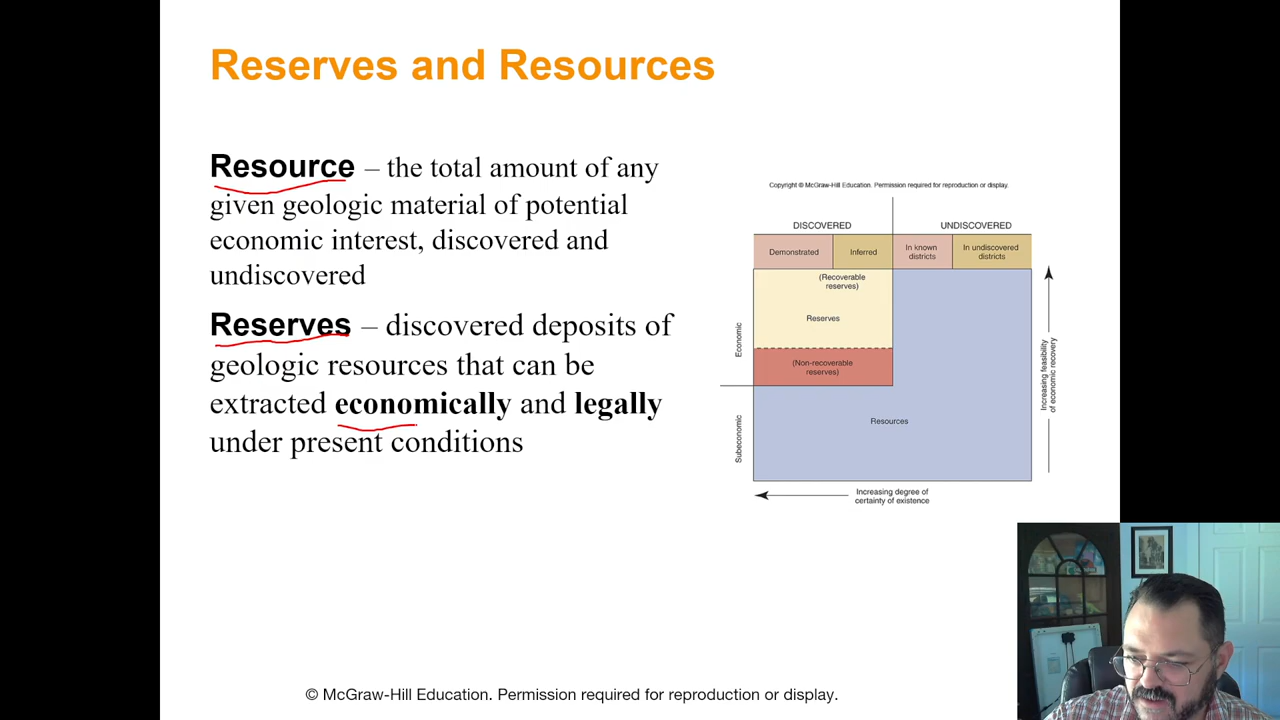 Reserves and Resources
Resource – the total amount of any
given geologic material of potential
economic interest, discovered and
undiscovered
Reserves – discovered deposits of
geologic resources that can be
extracted economically and legally
under present conditions
Copyright © McGraw-Hill Education. Permission required for reproduction or display.
DISCOVERED
UNDISCOVERED
Demonstrated
Inferred
In known
districts
In undiscovered
districts
(Recoverable
reserves)
Reserves
(Non-recoverable
reserves)
Resources
Economic
Subeconomic
Increasing feasibility
of economic recovery
Increasing degree of
certainty of existence
© McGraw-Hill Education. Permission required for reproduction or display.